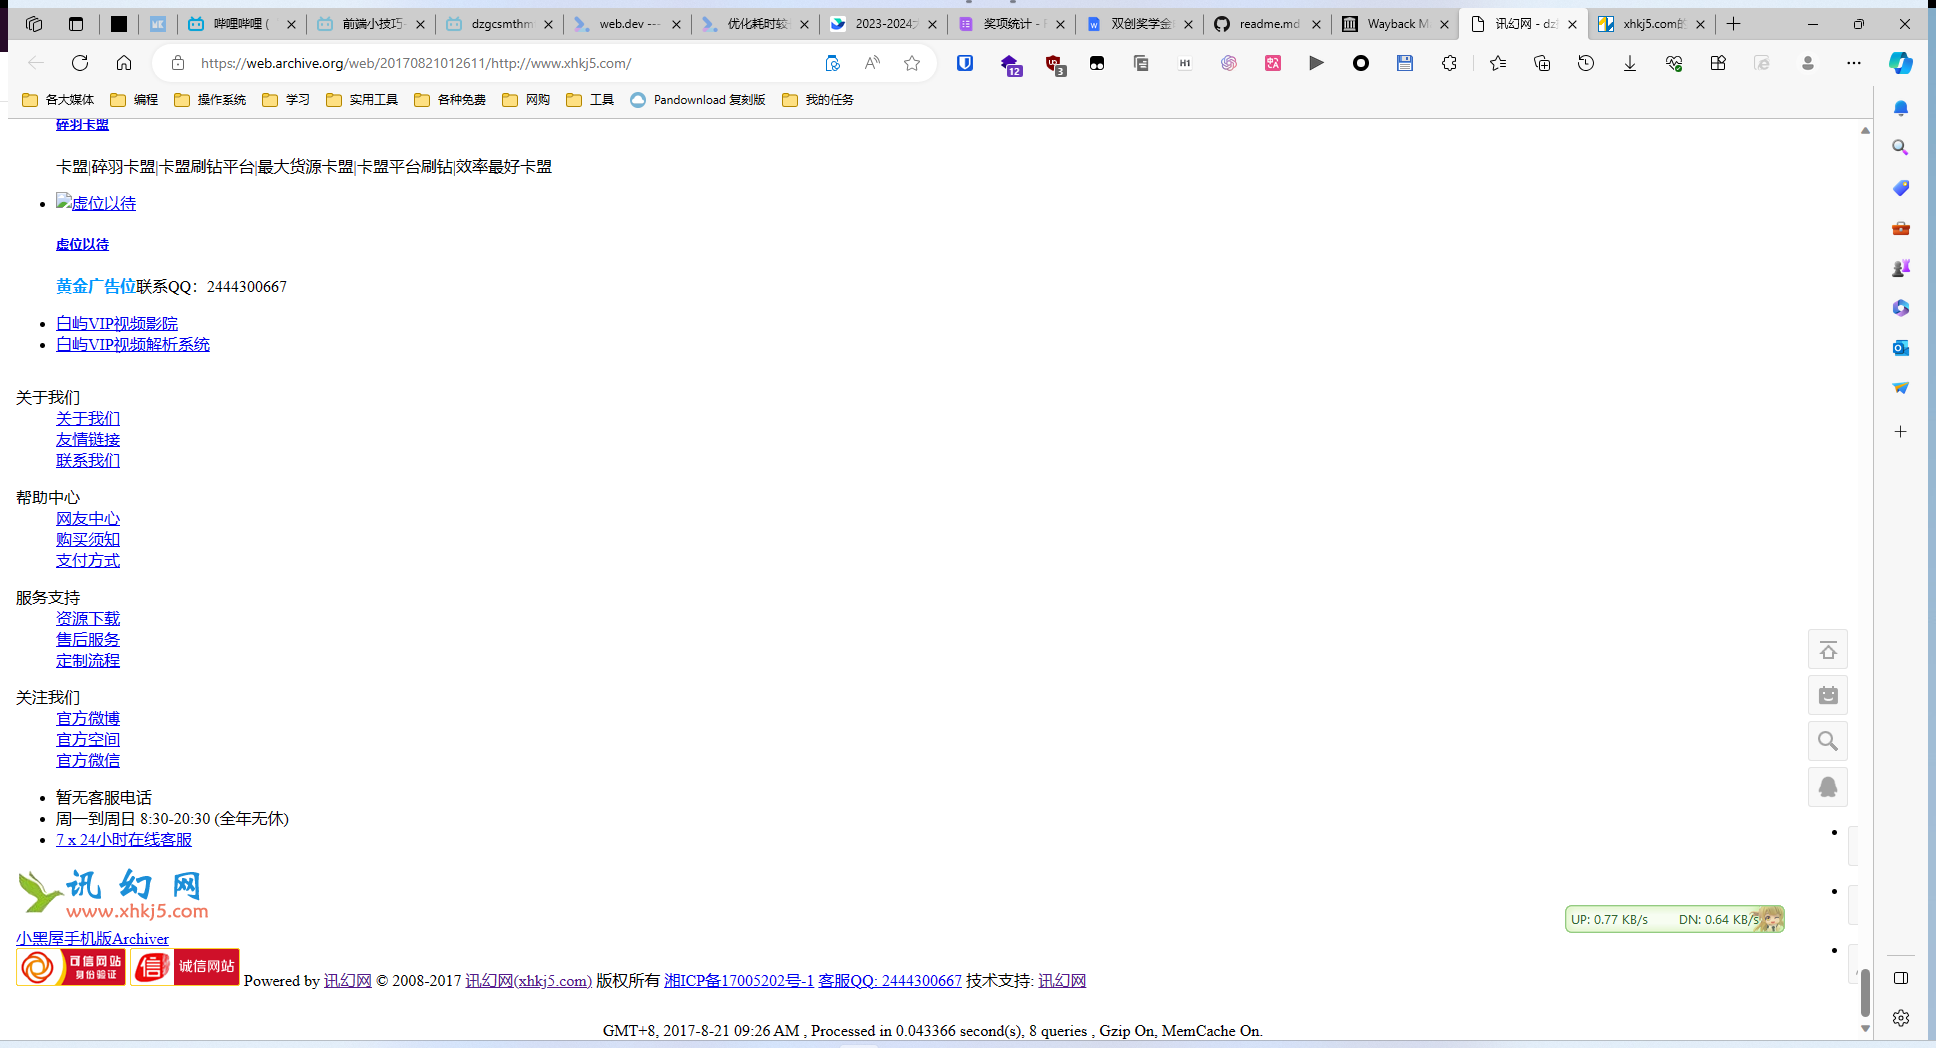 哔哩哔哩 (
前端小技巧
dzgcsmthm
web.dev ---
优化耗时较
2023-2024
奖项统计 -
双创奖学金
readme.md
Wayback M
讯幻网 - dz
xhkj5.com的
https://web.archive.org/web/20170821012611/http://www.xhkj5.com/
12
3
H1
各大媒体
编程
操作系统
学习
实用工具
各种免费
网购
工具
Pandownload 复刻版
我的任务
碎羽卡盟
卡盟|碎羽卡盟|卡盟刷钻平台|最大货源卡盟|卡盟平台刷钻|效率最好卡盟
虚位以待
虚位以待
黄金广告位联系QQ：2444300667
白屿VIP视频影院
白屿VIP视频解析系统
关于我们
关于我们
友情链接
联系我们
帮助中心
网友中心
购买须知
支付方式
服务支持
资源下载
售后服务
定制流程
关注我们
官方微博
官方空间
官方微信
暂无客服电话
周一到周日 8:30-20:30 (全年无休)
7 x 24小时在线客服
讯幻网
www.xhkj5.com
UP: 0.77 KB/s DN: 0.64 KB/s
小黑屋手机版Archiver
可信网站
身份验证
诚信网站
Powered by 讯幻网 © 2008-2017 讯幻网(xhkj5.com) 版权所有 湘ICP备17005202号-1 客服QQ: 2444300667 技术支持: 讯幻网
GMT+8, 2017-8-21 09:26 AM , Processed in 0.043366 second(s), 8 queries , Gzip On, MemCache On.